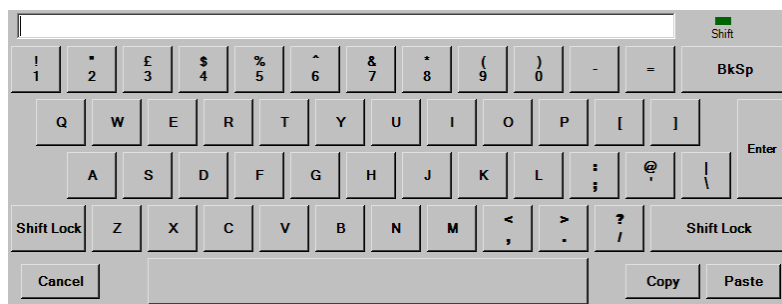 Shift
! " £ $ % ^ & * ( )
1 2 3 4 5 6 7 8 9 0 - = BkSp
Q W E R T Y U I O P [ ]
Enter
A S D F G H J K L : ; @ ' | \
Shift Lock Z X C V B N M < , > . ? / Shift Lock
Cancel Copy Paste